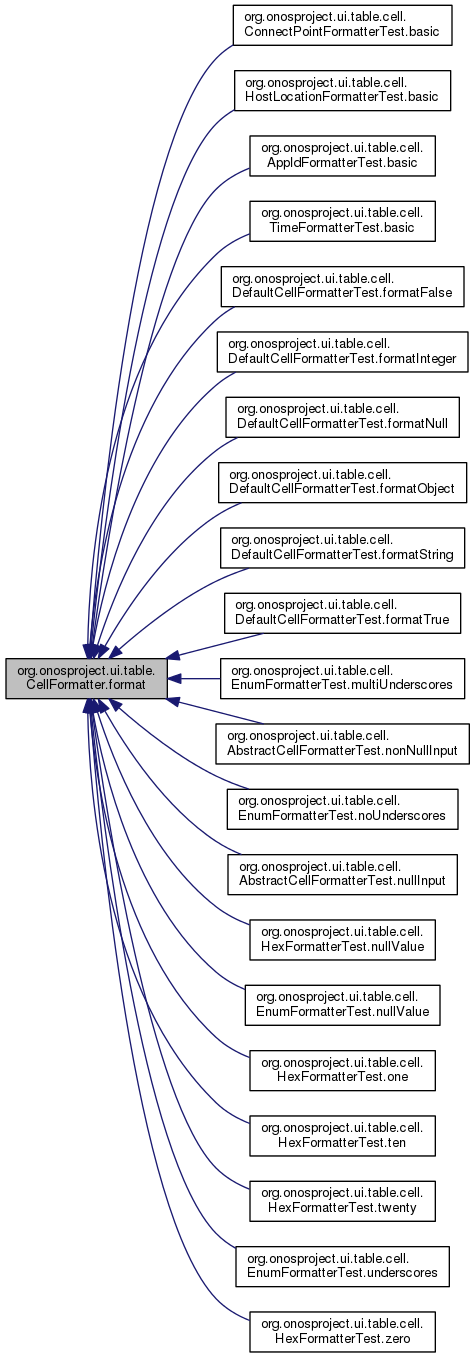 org.onosproject.ui.table.cell.
ConnectPointFormatterTest.basic
org.onosproject.ui.table.cell.
HostLocationFormatterTest.basic
org.onosproject.ui.table.cell.
AppIdFormatterTest.basic
org.onosproject.ui.table.cell.
TimeFormatterTest.basic
org.onosproject.ui.table.cell.
DefaultCellFormatterTest.formatFalse
org.onosproject.ui.table.cell.
DefaultCellFormatterTest.formatInteger
org.onosproject.ui.table.cell.
DefaultCellFormatterTest.formatNull
org.onosproject.ui.table.cell.
DefaultCellFormatterTest.formatObject
org.onosproject.ui.table.cell.
DefaultCellFormatterTest.formatString
org.onosproject.ui.table.cell.
DefaultCellFormatterTest.formatTrue
org.onosproject.ui.table.
CellFormatter.format
org.onosproject.ui.table.cell.
EnumFormatterTest.multiUnderscores
org.onosproject.ui.table.cell.
AbstractCellFormatterTest.nonNullInput
org.onosproject.ui.table.cell.
EnumFormatterTest.noUnderscores
org.onosproject.ui.table.cell.
AbstractCellFormatterTest.nullInput
org.onosproject.ui.table.cell.
HexFormatterTest.nullValue
org.onosproject.ui.table.cell.
EnumFormatterTest.nullValue
org.onosproject.ui.table.cell.
HexFormatterTest.one
org.onosproject.ui.table.cell.
HexFormatterTest.ten
org.onosproject.ui.table.cell.
HexFormatterTest.twenty
org.onosproject.ui.table.cell.
EnumFormatterTest.underscores
org.onosproject.ui.table.cell.
HexFormatterTest.zero